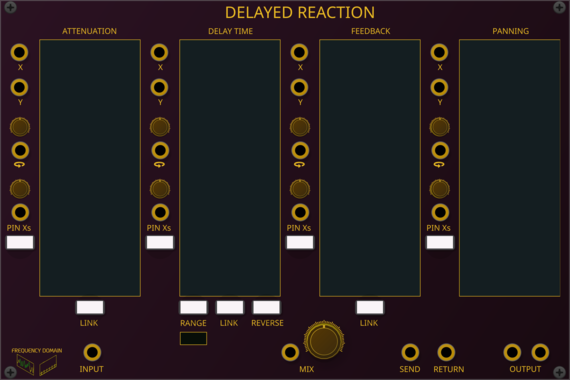 DELAYED REACTION
ATTENUATION DELAY TIME FEEDBACK PANNING
X X X X
Y Y Y Y
PIN Xs PIN Xs PIN Xs PIN Xs
LINK RANGE LINK REVERSE LINK
FREQUENCY DOMAIN
INPUT MIX SEND RETURN OUTPUT